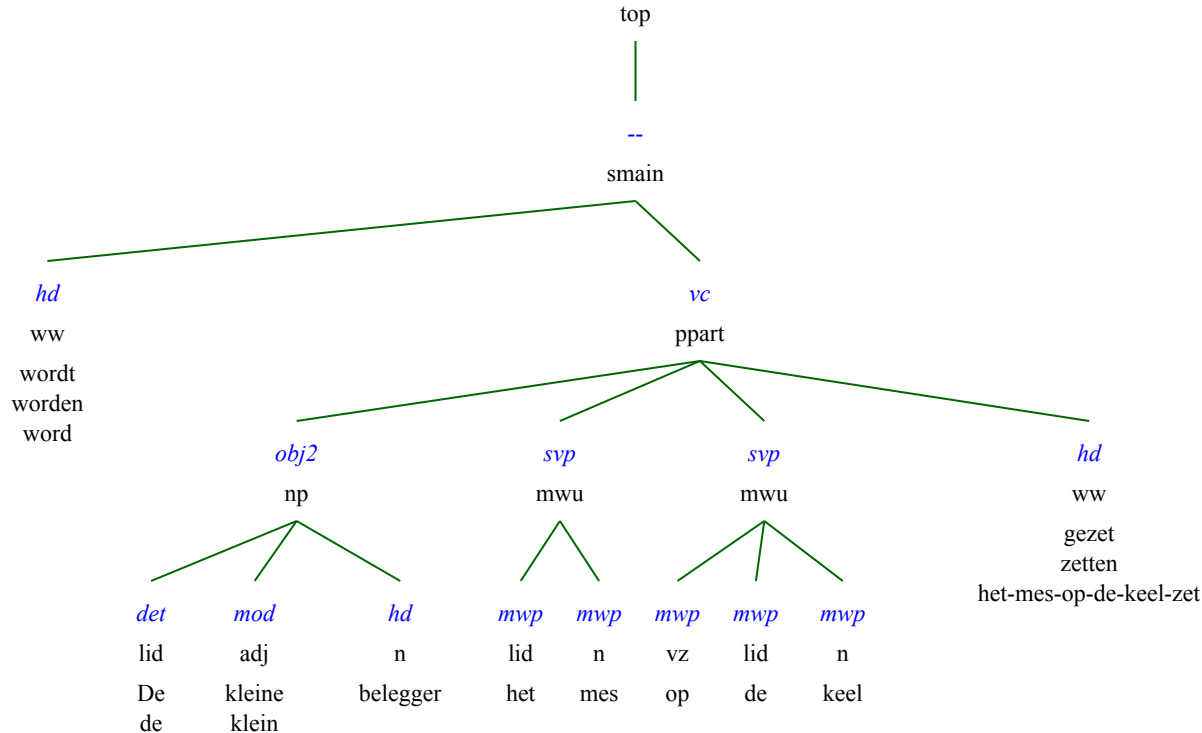 top
--
smain
hd vc
ww ppart
wordt
worden
word
obj2 svp svp hd
np mwu mwu ww
gezet
zetten
het-mes-op-de-keel-zet
det mod hd mwp mwp mwp mwp mwp
lid adj n lid n vz lid n
De kleine belegger het mes op de keel
de klein